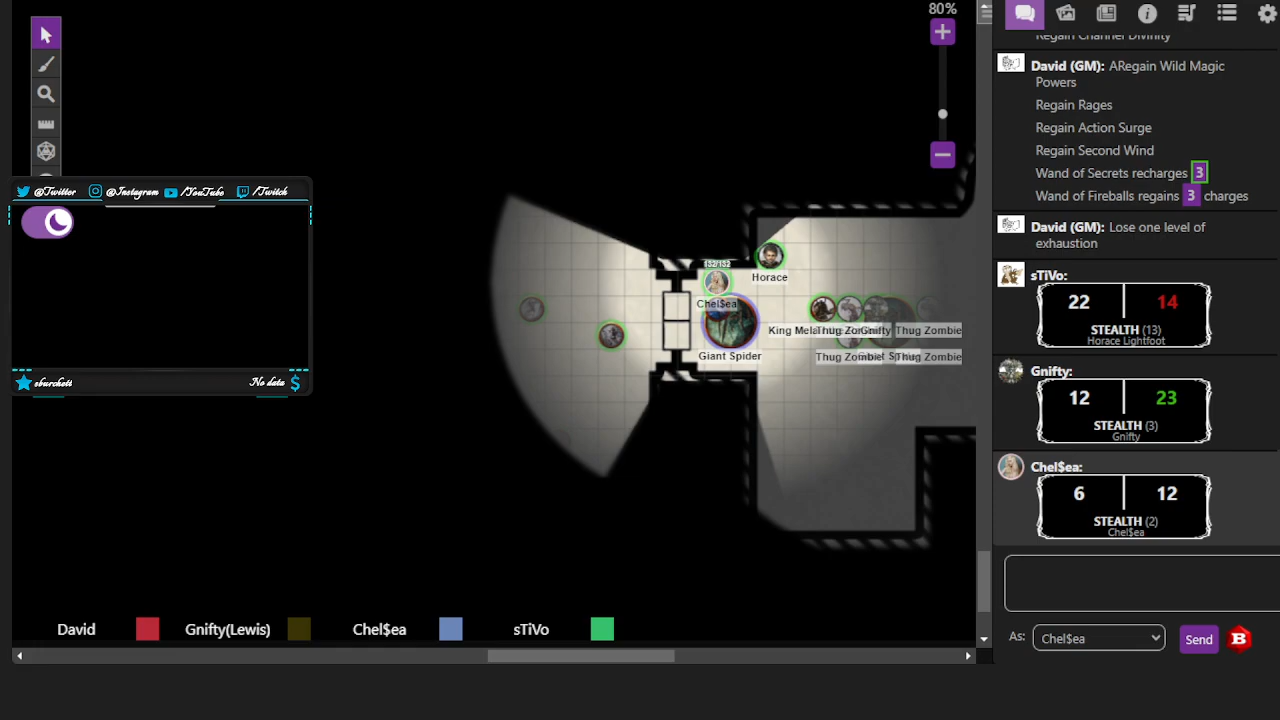 80%
Regain Channel Divinity
David (GM): ARegain Wild Magic
Powers
Regain Rages
Regain Action Surge
Regain Second Wind
Wand of Secrets recharges 3
Wand of Fireballs regains 3 charges
David (GM): Lose one level of
exhaustion
sTiVo:
22 14
STEALTH (13)
Horace Lightfoot
Gnifty:
12 23
STEALTH (3)
Gnifty
Chel$ea:
6 12
STEALTH (2)
Chel$ea
As: Chel$ea Send B
@Twitter @Instagram /YouTube /Twitch
sburchett No data $
132/132
Horace
Chel$ea
Giant Spider
King Mela
Thug Zo
Gnifty
Thug Zombie
Thug Zombie
Thug Zombie
David Gnifty(Lewis) Chel$ea sTiVo